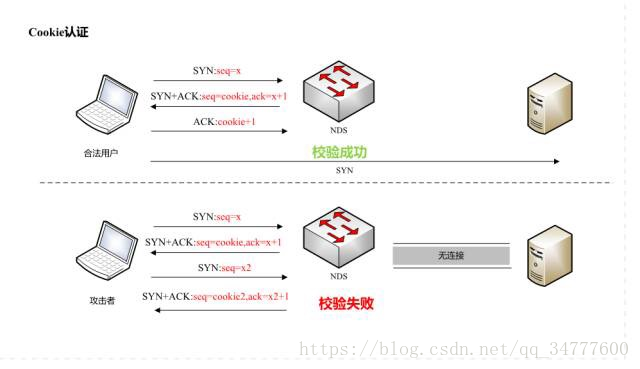 Cookie认证
SYN:seq=x
SYN+ACK:seq=cookie,ack=x+1
ACK:cookie+1
NDS
合法用户
校验成功
SYN
SYN:seq=x
SYN+ACK:seq=cookie,ack=x+1
SYN:seq=x2
NDS
无连接
攻击者
SYN+ACK:seq=cookie2,ack=x2+1
校验失败
https://blog.csdn.net/qq_34777600